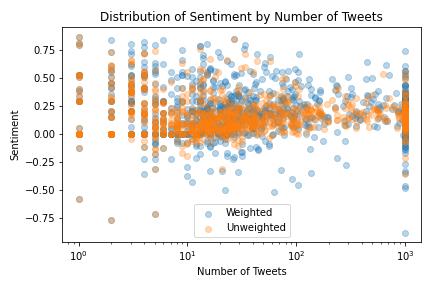 Distribution of Sentiment by Number of Tweets
Sentiment
0.75
0.50
0.25
0.00
−0.25
−0.50
−0.75
Weighted
Unweighted
10⁰
10¹
10²
10³
Number of Tweets